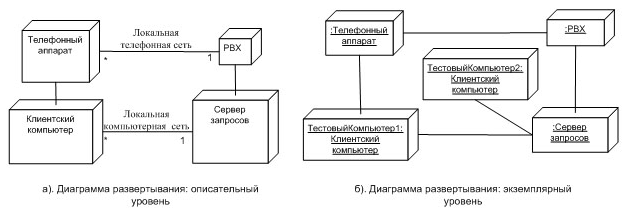 Телефонный
аппарат
Локальная
телефонная сеть
*
1
PBX
Клиентский
компьютер
Локальная
компьютерная сеть
*
1
Сервер
запросов
а). Диаграмма развертывания: описательный
уровень
:Телефонный
аппарат
:PBX
ТестовыйКомпьютер2:
Клиентский
компьютер
ТестовыйКомпьютер1:
Клиентский
компьютер
:Сервер
запросов
б). Диаграмма развертывания: экземплярный
уровень